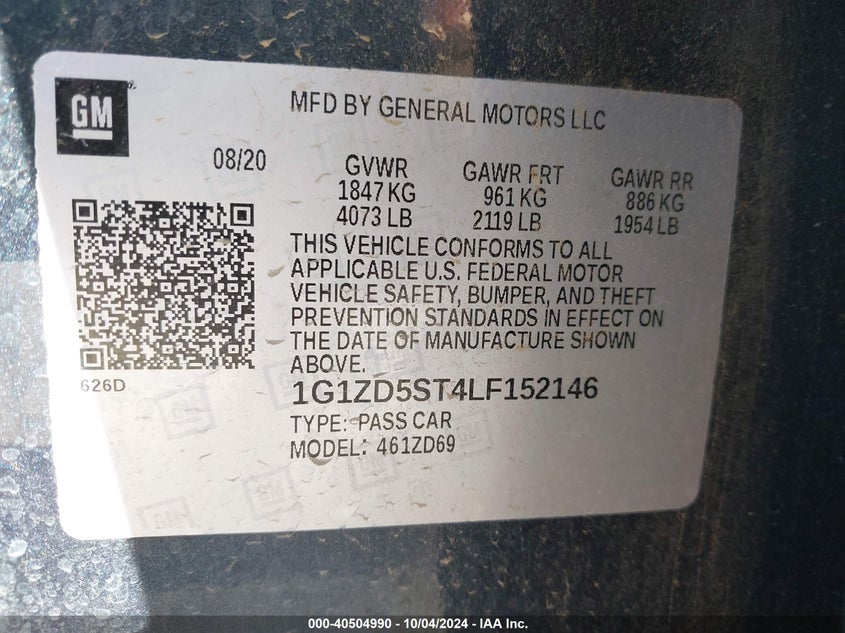 GM
MFD BY GENERAL MOTORS LLC
08/20
GVWR
1847 KG
4073 LB
GAWR FRT
961 KG
2119 LB
GAWR RR
886 KG
1954 LB
THIS VEHICLE CONFORMS TO ALL
APPLICABLE U.S. FEDERAL MOTOR
VEHICLE SAFETY, BUMPER, AND THEFT
PREVENTION STANDARDS IN EFFECT ON
THE DATE OF MANUFACTURE SHOWN
ABOVE.
626D
1G1ZD5ST4LF152146
TYPE: PASS CAR
MODEL: 461ZD69
000-40504990 - 10/04/2024 - IAA Inc.